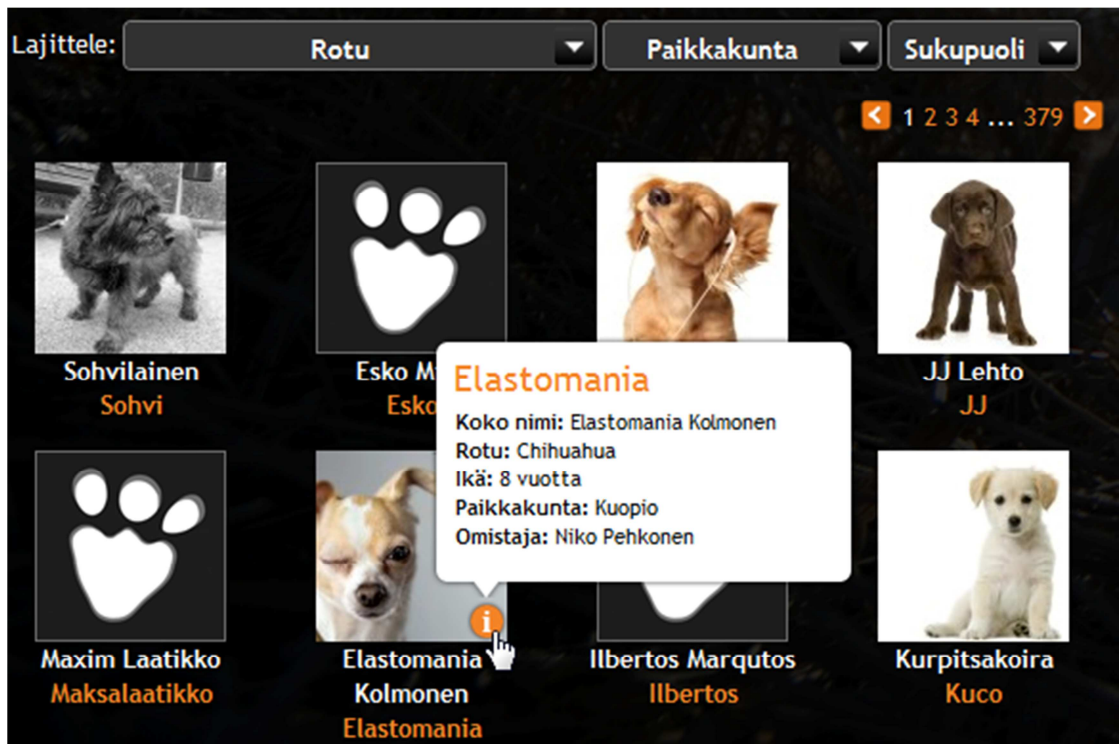 Lajittele: Rotu Paikkakunta Sukupuoli
1 2 3 4 ... 379
Sohvilainen
Sohvi
Esko
Esko
JJ Lehto
JJ
Elastomania
Koko nimi: Elastomania Kolmonen
Rotu: Chihuahua
Ikä: 8 vuotta
Paikkakunta: Kuopio
Omistaja: Niko Pehkonen
i
Maxim Laatikko
Maksalaatikko
Elastomania
Kolmonen
Elastomania
Ilbertos Marqutos
Ilbertos
Kurpitsakoira
Kuco